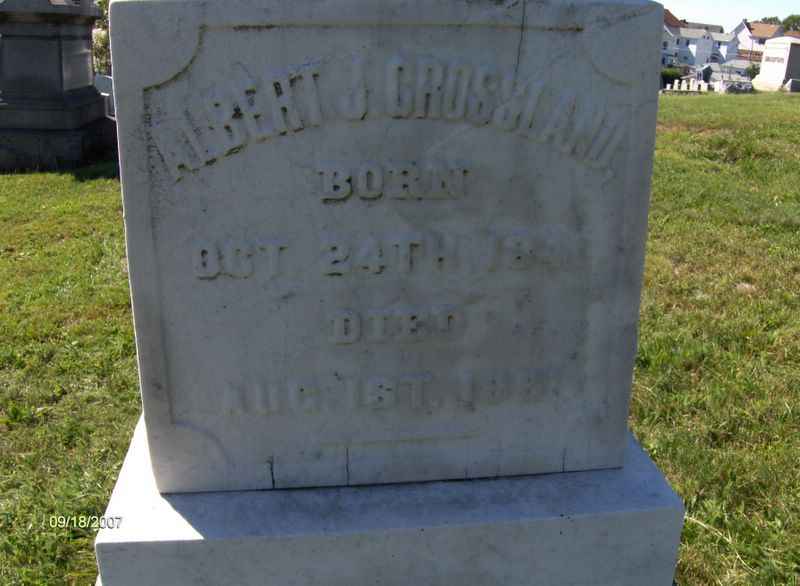 ALBERT J. CROSSLAND.
BORN
OCT. 24TH
DIED
AUG. 1ST.
09/18/2007